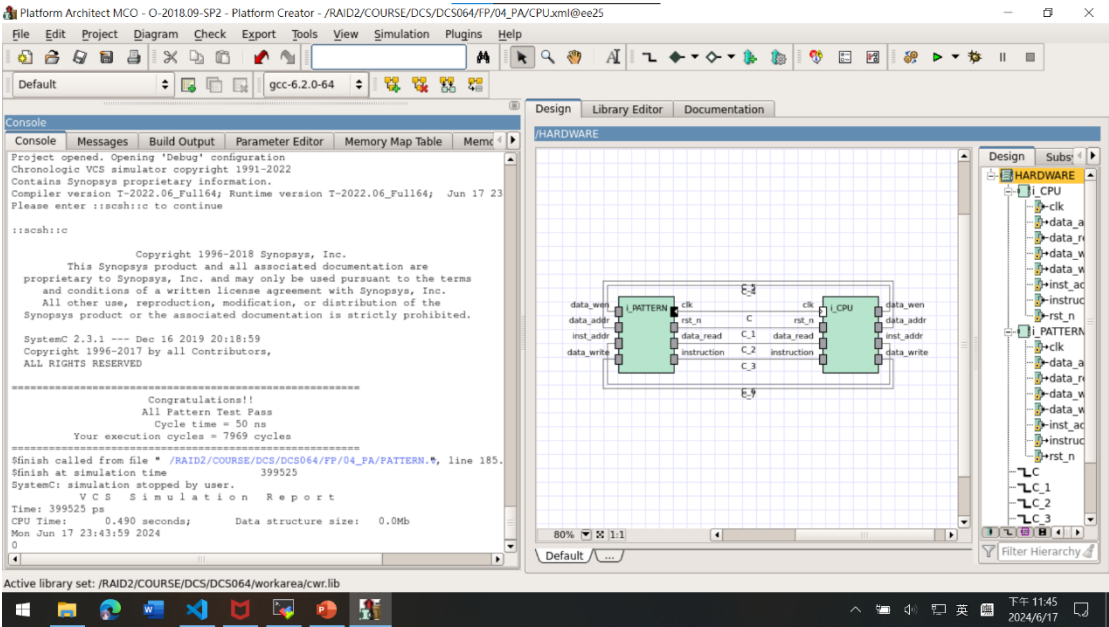 Platform Architect MCO - O-2018.09-SP2 - Platform Creator - /RAID2/COURSE/DCS/DCS064/FP/04_PA/CPU.xml@ee25
File Edit Project Diagram Check Export Tools View Simulation Plugins Help
Default gcc-6.2.0-64
Console
Console Messages Build Output Parameter Editor Memory Map Table Memo
Project opened. Opening 'Debug' configuration
Chronologic VCS simulator copyright 1991-2022
Contains Synopsys proprietary information.
Compiler version T-2022.06_Full64; Runtime version T-2022.06_Full64; Jun 17 23
Please enter ::scsh::c to continue
::scsh::c
Copyright 1996-2018 Synopsys, Inc.
This Synopsys product and all associated documentation are
proprietary to Synopsys, Inc. and may only be used pursuant to the terms
and conditions of a written license agreement with Synopsys, Inc.
All other use, reproduction, modification, or distribution of the
Synopsys product or the associated documentation is strictly prohibited.
SystemC 2.3.1 --- Dec 16 2019 20:18:59
Copyright 1996-2017 by all Contributors,
ALL RIGHTS RESERVED
==========================================================
Congratulations!!
All Pattern Test Pass
Cycle time = 50 ns
Your execution cycles = 7969 cycles
==========================================================
$finish called from file " /RAID2/COURSE/DCS/DCS064/FP/04_PA/PATTERN. ", line 185.
$finish at simulation time 399525
SystemC: simulation stopped by user.
V C S S i m u l a t i o n R e p o r t
Time: 399525 ps
CPU Time: 0.490 seconds; Data structure size: 0.0Mb
Mon Jun 17 23:43:59 2024
0
Design Library Editor Documentation
/HARDWARE
data_wen i_PATTERN clk clk i_CPU data_wen
data_addr rst_n C rst_n data_addr
inst_addr data_read C_1 data_read inst_addr
data_write instruction C_2 instruction data_write
C_3
80% 1:1
Default ...
Design Subs
HARDWARE
i_CPU
clk
data_a
data_r
data_w
data_w
inst_ac
instruc
rst_n
i_PATTERN
clk
data_a
data_r
data_w
data_w
inst_ac
instruc
rst_n
C
C_1
C_2
C_3
Filter Hierarchy
Active library set: /RAID2/COURSE/DCS/DCS064/workarea/cwr.lib
英
下午 11:45
2024/6/17